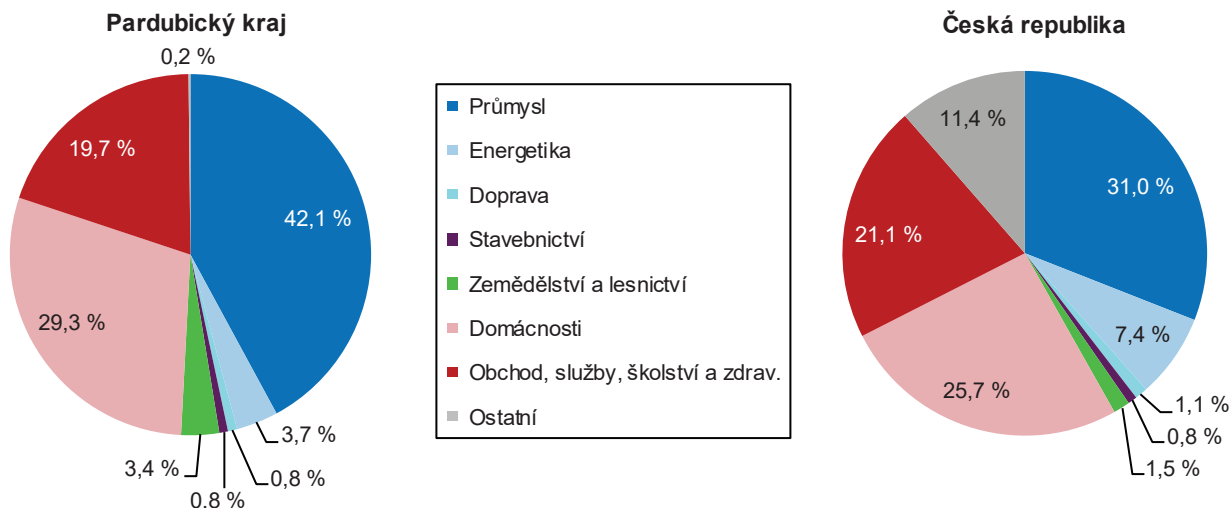 Pardubický kraj
0,2 %
19,7 %
42,1 %
29,3 %
3,7 %
3,4 %
0,8 %
0,8 %
Průmysl
Energetika
Doprava
Stavebnictví
Zemědělství a lesnictví
Domácnosti
Obchod, služby, školství a zdrav.
Ostatní
Česká republika
11,4 %
31,0 %
21,1 %
7,4 %
25,7 %
1,1 %
0,8 %
1,5 %